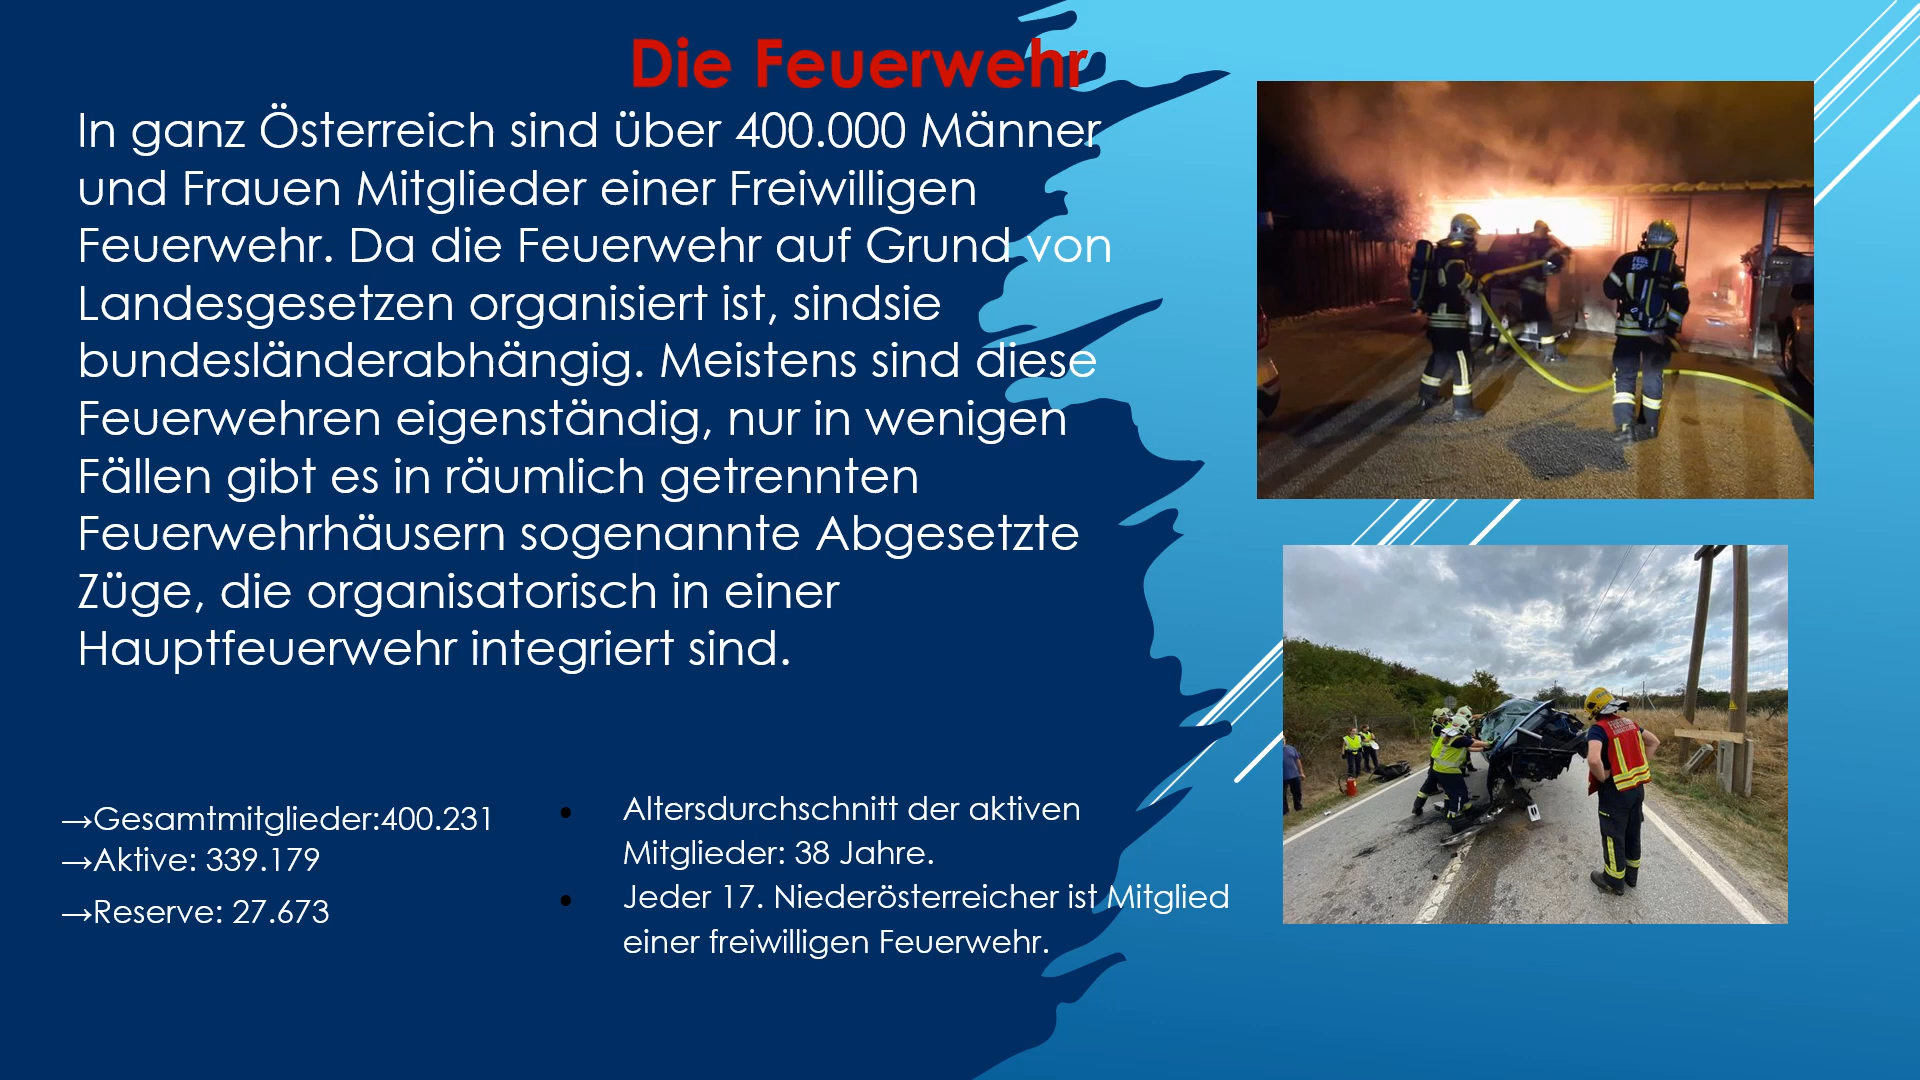 Die Feuerwehr
In ganz Österreich sind über 400.000 Männer
und Frauen Mitglieder einer Freiwilligen
Feuerwehr. Da die Feuerwehr auf Grund von
Landesgesetzen organisiert ist, sindsie
bundesländerabhängig. Meistens sind diese
Feuerwehren eigenständig, nur in wenigen
Fällen gibt es in räumlich getrennten
Feuerwehrhäusern sogenannte Abgesetzte
Züge, die organisatorisch in einer
Hauptfeuerwehr integriert sind.
→Gesamtmitglieder:400.231
→Aktive: 339.179
→Reserve: 27.673
• Altersdurchschnitt der aktiven
Mitglieder: 38 Jahre.
• Jeder 17. Niederösterreicher ist Mitglied
einer freiwilligen Feuerwehr.